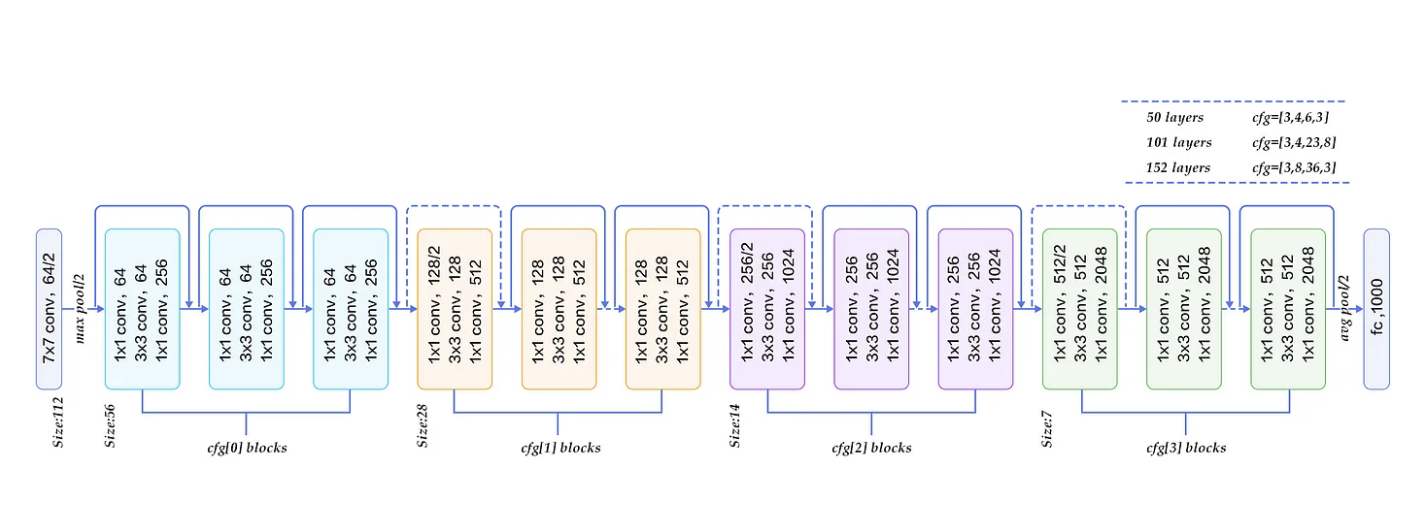 50 layers cfg=[3,4,6,3]
101 layers cfg=[3,4,23,8]
152 layers cfg=[3,8,36,3]
7x7 conv, 64/2
max pool/2
1x1 conv, 64
3x3 conv, 64
1x1 conv, 256
1x1 conv, 64
3x3 conv, 64
1x1 conv, 256
1x1 conv, 64
3x3 conv, 64
1x1 conv, 256
1x1 conv, 128/2
3x3 conv, 128
1x1 conv, 512
1x1 conv, 128
3x3 conv, 128
1x1 conv, 512
1x1 conv, 128
3x3 conv, 128
1x1 conv, 512
1x1 conv, 256/2
3x3 conv, 256
1x1 conv, 1024
1x1 conv, 256
3x3 conv, 256
1x1 conv, 1024
1x1 conv, 256
3x3 conv, 256
1x1 conv, 1024
1x1 conv, 512/2
3x3 conv, 512
1x1 conv, 2048
1x1 conv, 512
3x3 conv, 512
1x1 conv, 2048
1x1 conv, 512
3x3 conv, 512
1x1 conv, 2048
avg pool/2
fc ,1000
Size:112
Size:56
cfg[0] blocks
Size:28
cfg[1] blocks
Size:14
cfg[2] blocks
Size:7
cfg[3] blocks